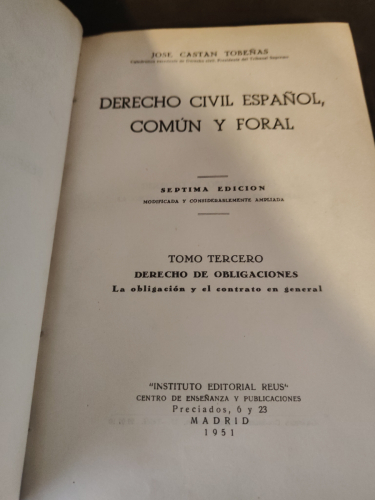 JOSE CASTAN TOBEÑAS
DERECHO CIVIL ESPAÑOL,
COMÚN Y FORAL
SEPTIMA EDICION
MODIFICADA Y CONSIDERABLEMENTE AMPLIADA
TOMO TERCERO
DERECHO DE OBLIGACIONES
La obligación y el contrato en general
"INSTITUTO EDITORIAL REUS"
CENTRO DE ENSEÑANZA Y PUBLICACIONES
Preciados, 6 y 23
MADRID
1951